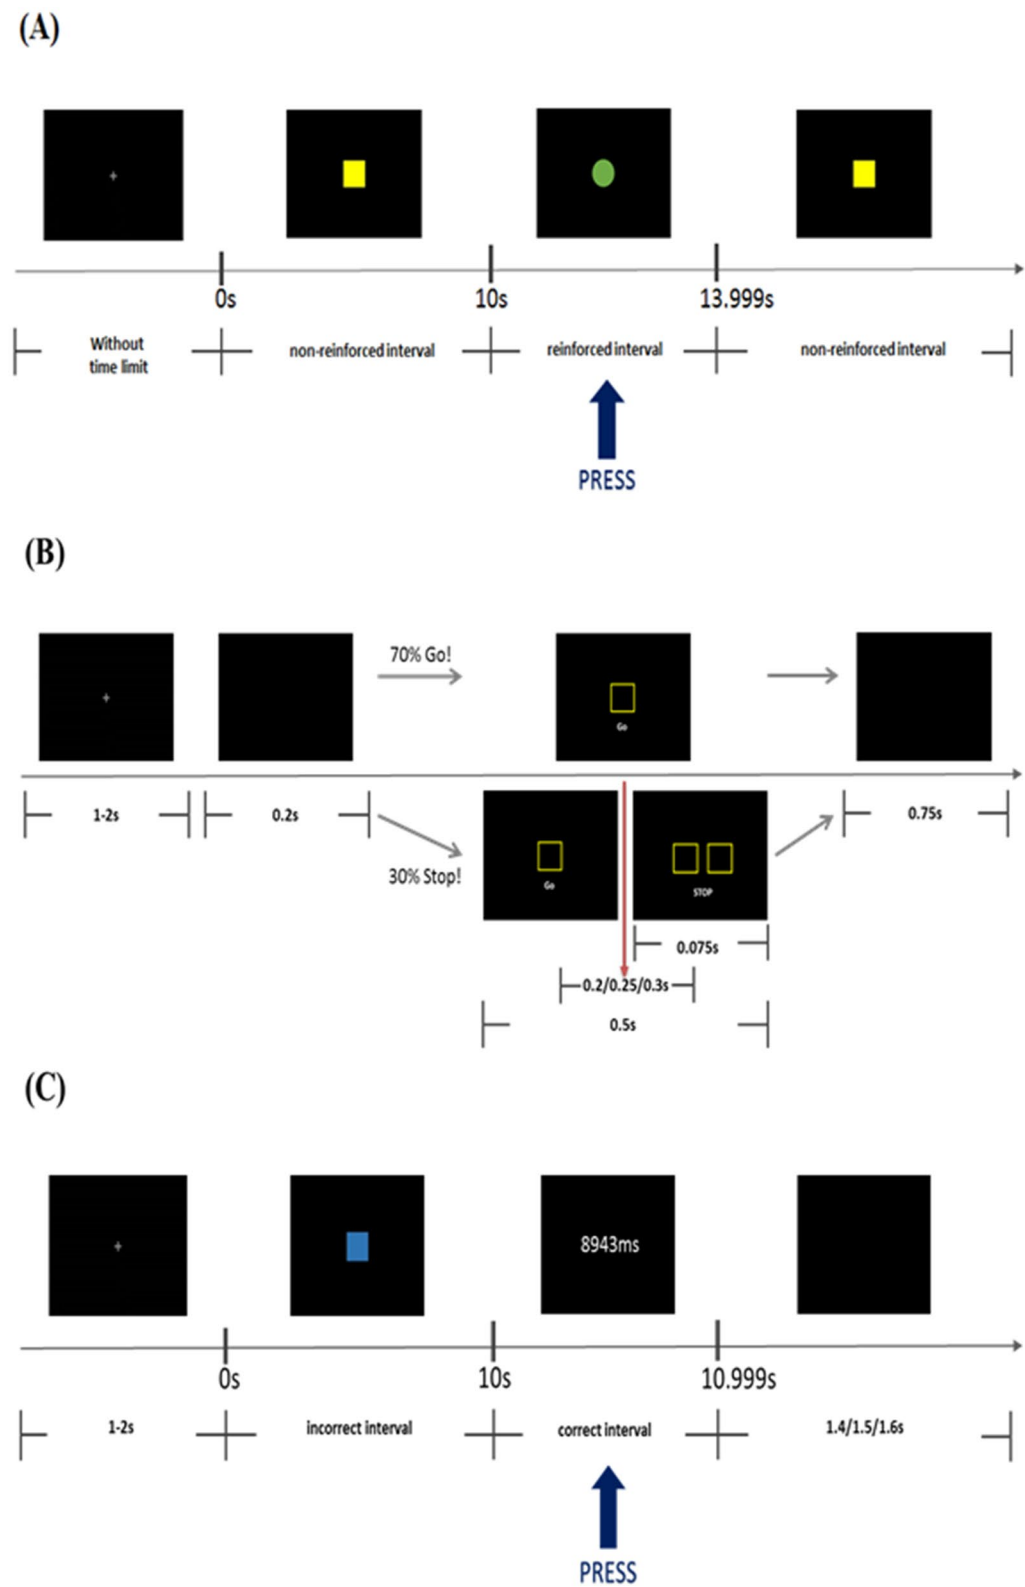 (A)
0s
10s
13.999s
Without
time limit
non-reinforced interval
reinforced interval
non-reinforced interval
PRESS
(B)
70% Go!
Go
1-2s
0.2s
0.75s
30% Stop!
Go
STOP
0.075s
0.2/0.25/0.3s
0.5s
(C)
8943ms
0s
10s
10.999s
1-2s
incorrect interval
correct interval
1.4/1.5/1.6s
PRESS